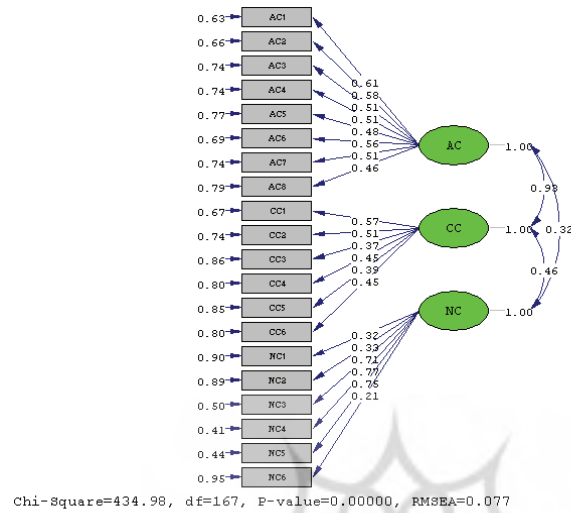 0.63 AC1
0.66 AC2
0.74 AC3
0.74 AC4
0.77 AC5
0.69 AC6
0.74 AC7
0.79 AC8
0.67 CC1
0.74 CC2
0.86 CC3
0.80 CC4
0.85 CC5
0.80 CC6
0.90 NC1
0.89 NC2
0.50 NC3
0.41 NC4
0.44 NC5
0.95 NC6
0.61
0.58
0.51
0.51
0.48
0.56
0.51
0.46
0.57
0.51
0.37
0.45
0.39
0.45
0.32
0.33
0.71
0.77
0.75
0.21
AC 1.00
CC 1.00
NC 1.00
0.93
0.32
0.46
Chi-Square=434.98, df=167, P-value=0.00000, RMSEA=0.077